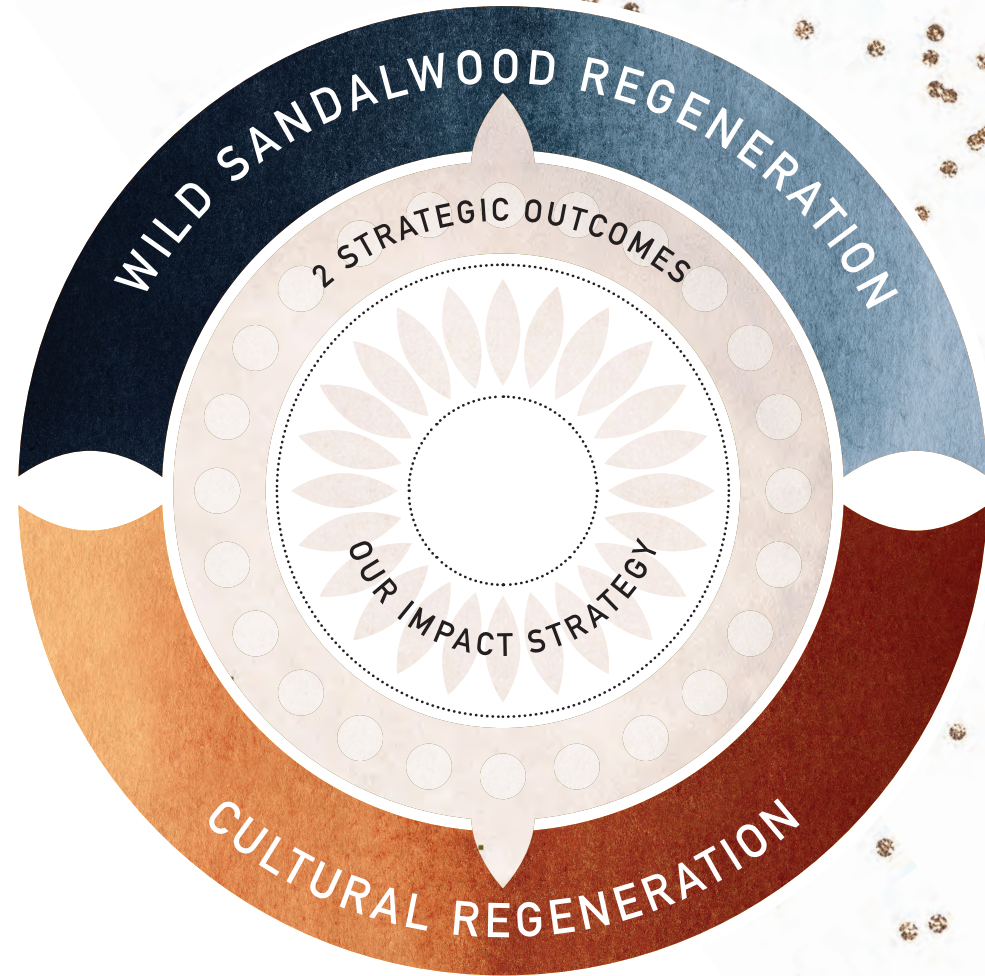 WILD SANDALWOOD REGENERATION
2 STRATEGIC OUTCOMES
OUR IMPACT STRATEGY
CULTURAL REGENERATION